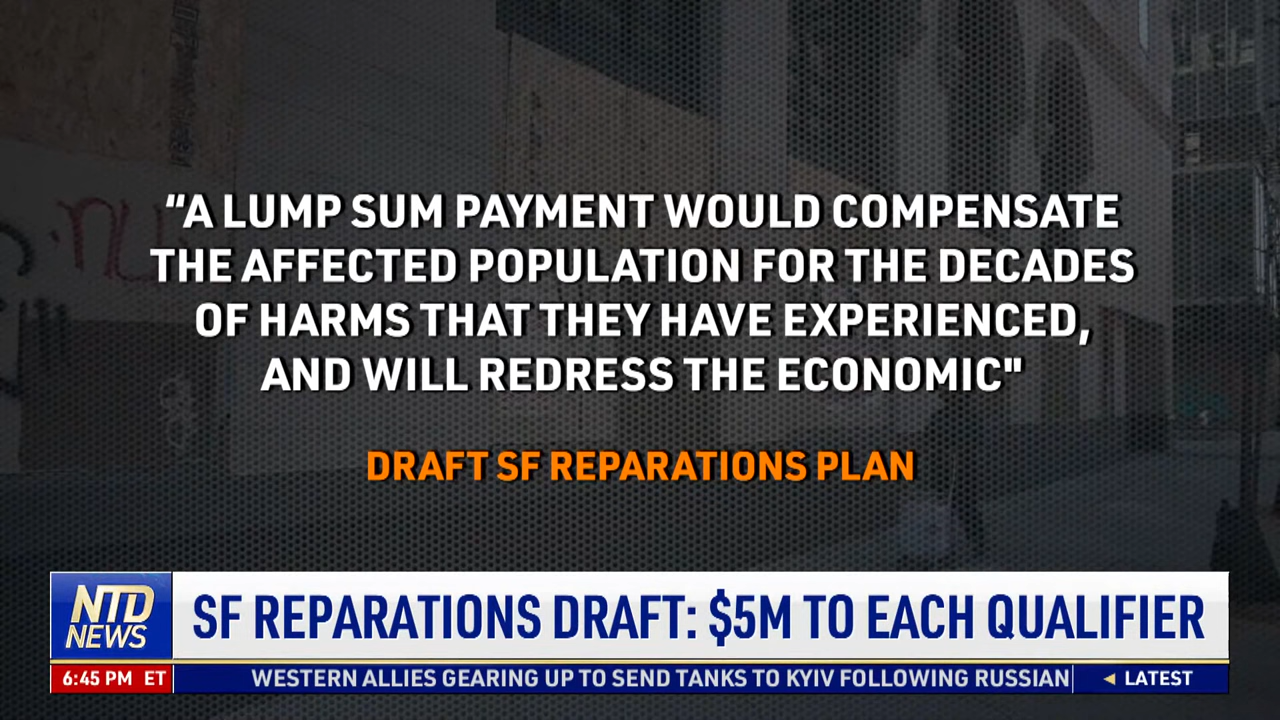 “A LUMP SUM PAYMENT WOULD COMPENSATE
THE AFFECTED POPULATION FOR THE DECADES
OF HARMS THAT THEY HAVE EXPERIENCED,
AND WILL REDRESS THE ECONOMIC"
DRAFT SF REPARATIONS PLAN
NTD
NEWS
SF REPARATIONS DRAFT: $5M TO EACH QUALIFIER
6:45 PM ET
WESTERN ALLIES GEARING UP TO SEND TANKS TO KYIV FOLLOWING RUSSIAN
◄ LATEST